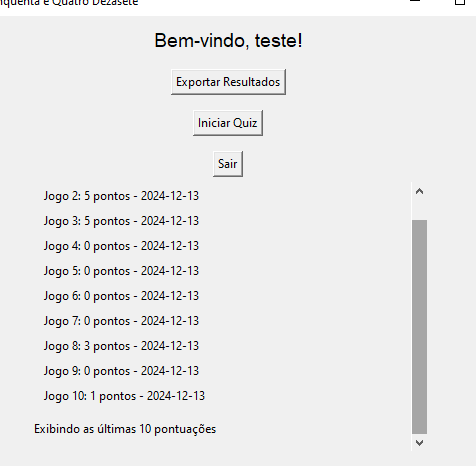 e Quatro Dezasete
Bem-vindo, teste!
Exportar Resultados
Iniciar Quiz
Sair
Jogo 2: 5 pontos - 2024-12-13
Jogo 3: 5 pontos - 2024-12-13
Jogo 4: 0 pontos - 2024-12-13
Jogo 5: 0 pontos - 2024-12-13
Jogo 6: 0 pontos - 2024-12-13
Jogo 7: 0 pontos - 2024-12-13
Jogo 8: 3 pontos - 2024-12-13
Jogo 9: 0 pontos - 2024-12-13
Jogo 10: 1 pontos - 2024-12-13
Exibindo as últimas 10 pontuações